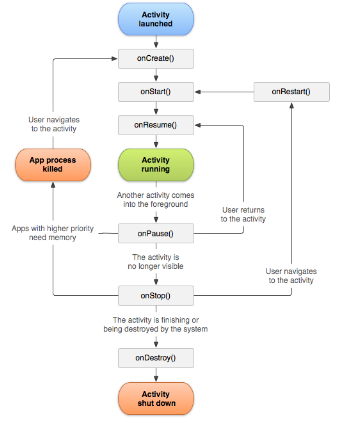 Activity
launched
onCreate()
onStart()
onRestart()
onResume()
User navigates
to the activity
App process
killed
Activity
running
Another activity comes
into the foreground
User returns
to the activity
Apps with higher priority
need memory
onPause()
The activity is
no longer visible
User navigates
to the activity
onStop()
The activity is finishing or
being destroyed by the system
onDestroy()
Activity
shut down